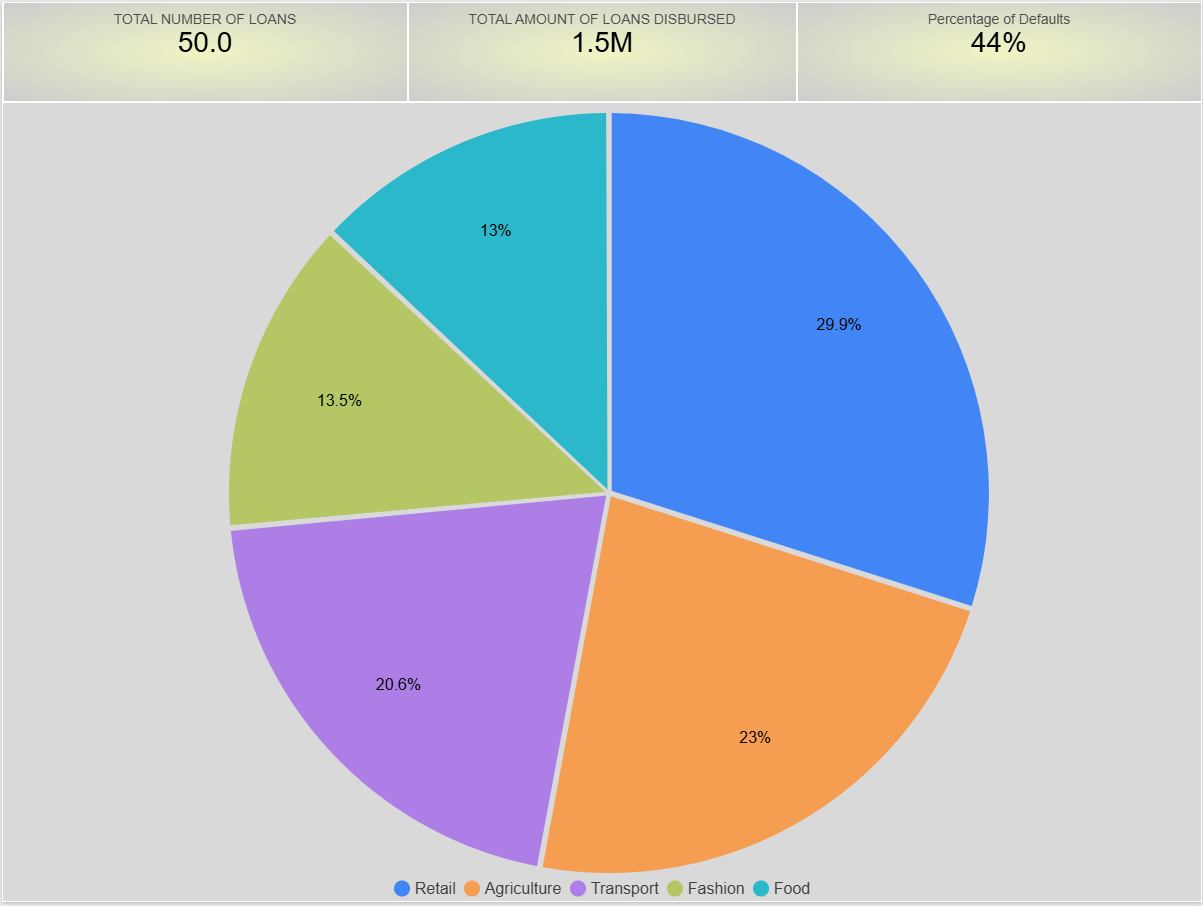 TOTAL NUMBER OF LOANS
50.0
TOTAL AMOUNT OF LOANS DISBURSED
1.5M
Percentage of Defaults
44%
13%
29.9%
13.5%
20.6%
23%
Retail Agriculture Transport Fashion Food